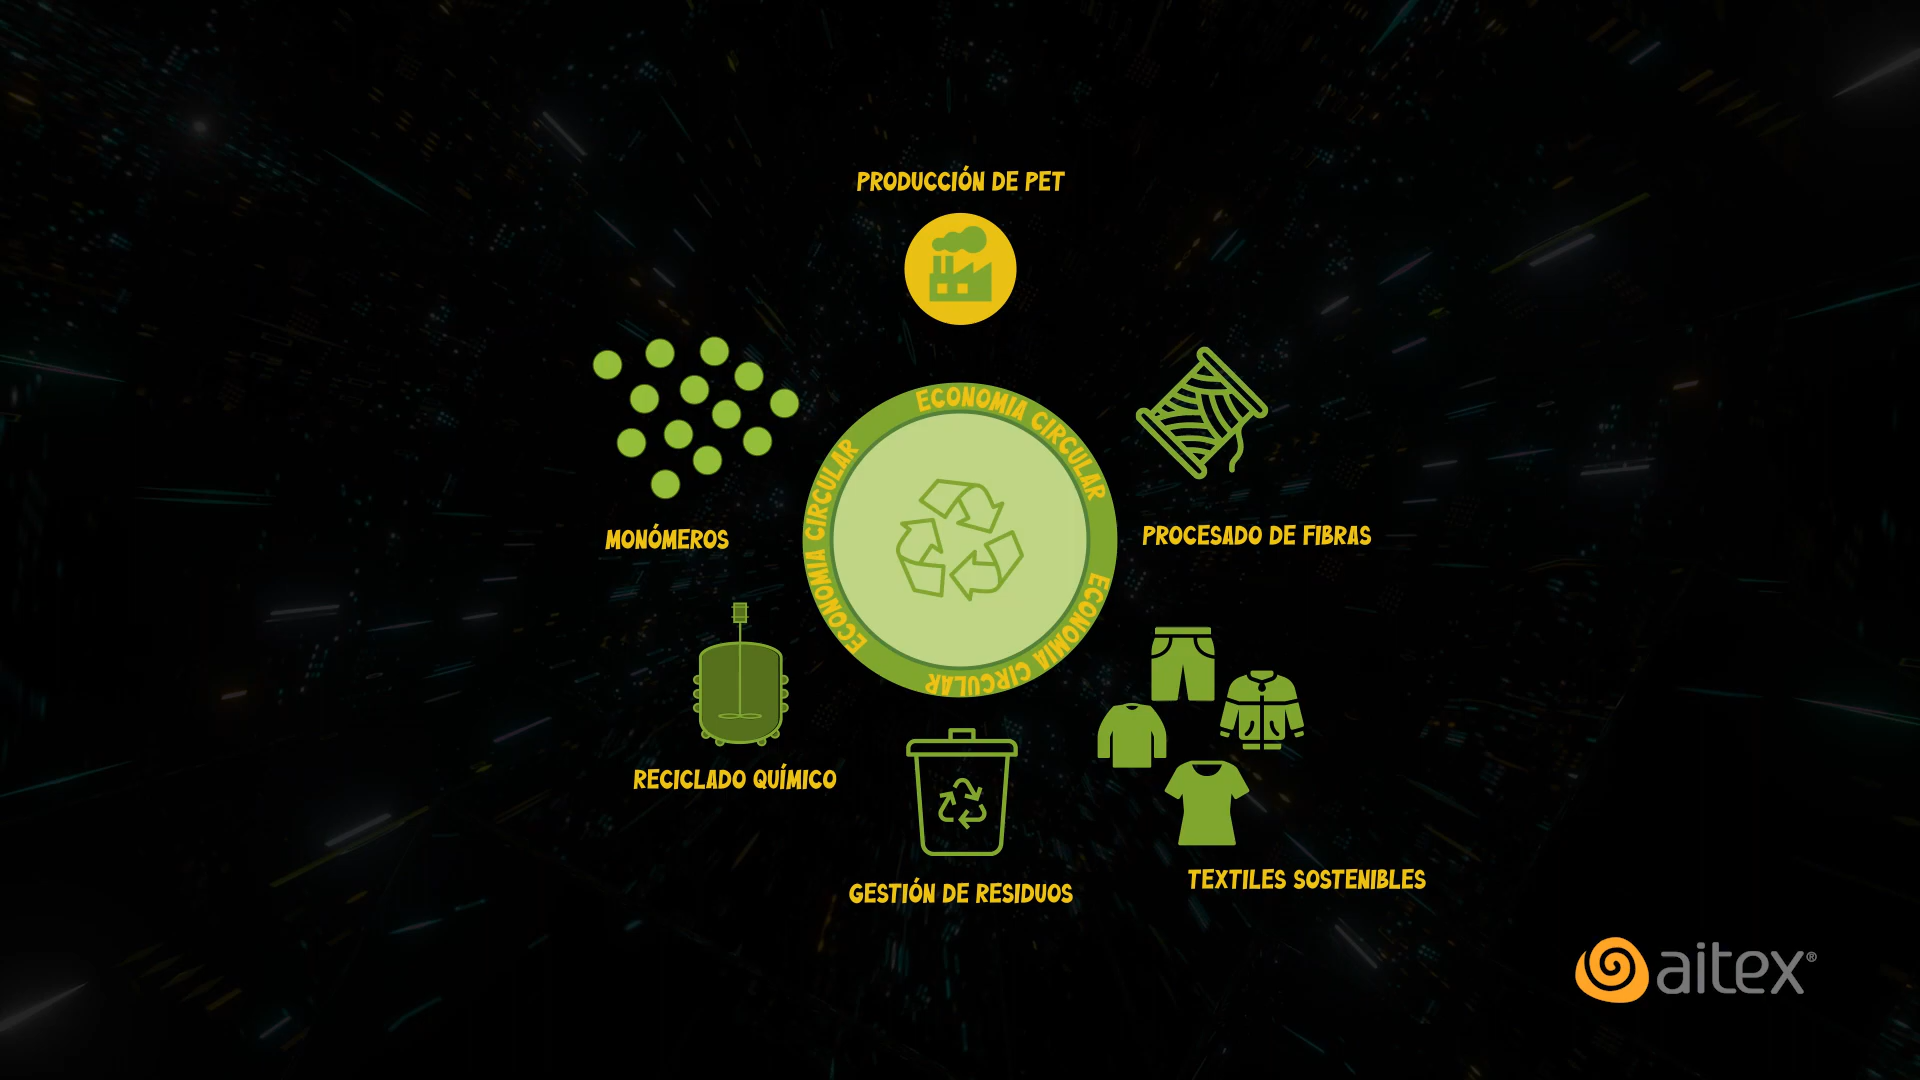 PRODUCCIÓN DE PET
ECONOMIA CIRCULAR
ECONOMIA CIRCULAR
ECONOMIA CIRCULAR
MONÓMEROS
PROCESADO DE FIBRAS
RECICLADO QUÍMICO
TEXTILES SOSTENIBLES
GESTIÓN DE RESIDUOS
aitex®